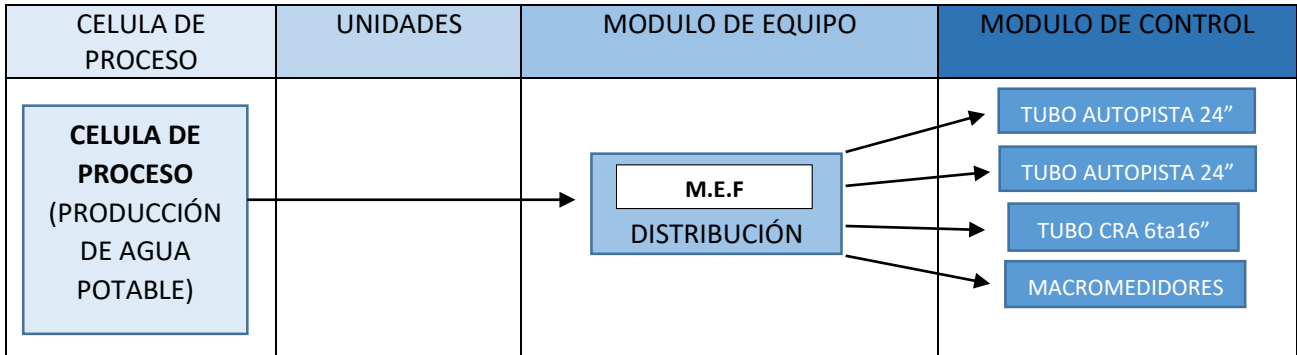 CELULA DE
PROCESO
UNIDADES
MODULO DE EQUIPO
MODULO DE CONTROL
CELULA DE
PROCESO
(PRODUCCIÓN
DE AGUA
POTABLE)
M.E.F
DISTRIBUCIÓN
TUBO AUTOPISTA 24”
TUBO AUTOPISTA 24”
TUBO CRA 6ta16”
MACROMEDIDORES